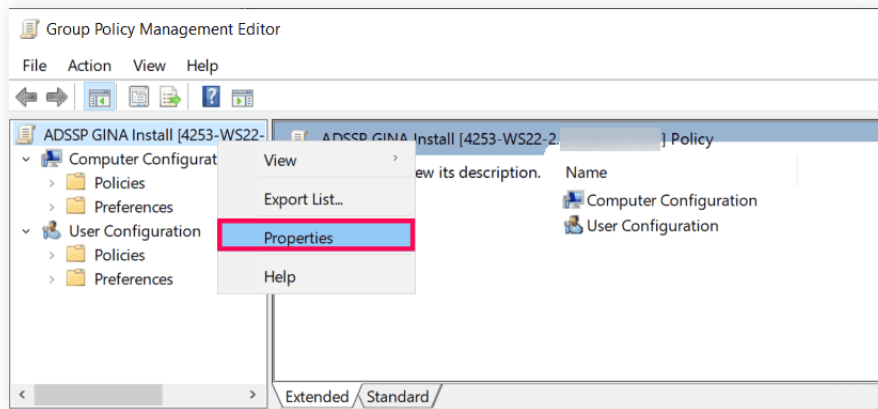 Group Policy Management Editor
File Action View Help
ADSSP GINA Install [4253-WS22-
Computer Configurat
Policies
Preferences
User Configuration
Policies
Preferences
View
Export List...
Properties
Help
ADSSP GINA Install [4253-WS22-2. ] Policy
ew its description.
Name
Computer Configuration
User Configuration
Extended Standard